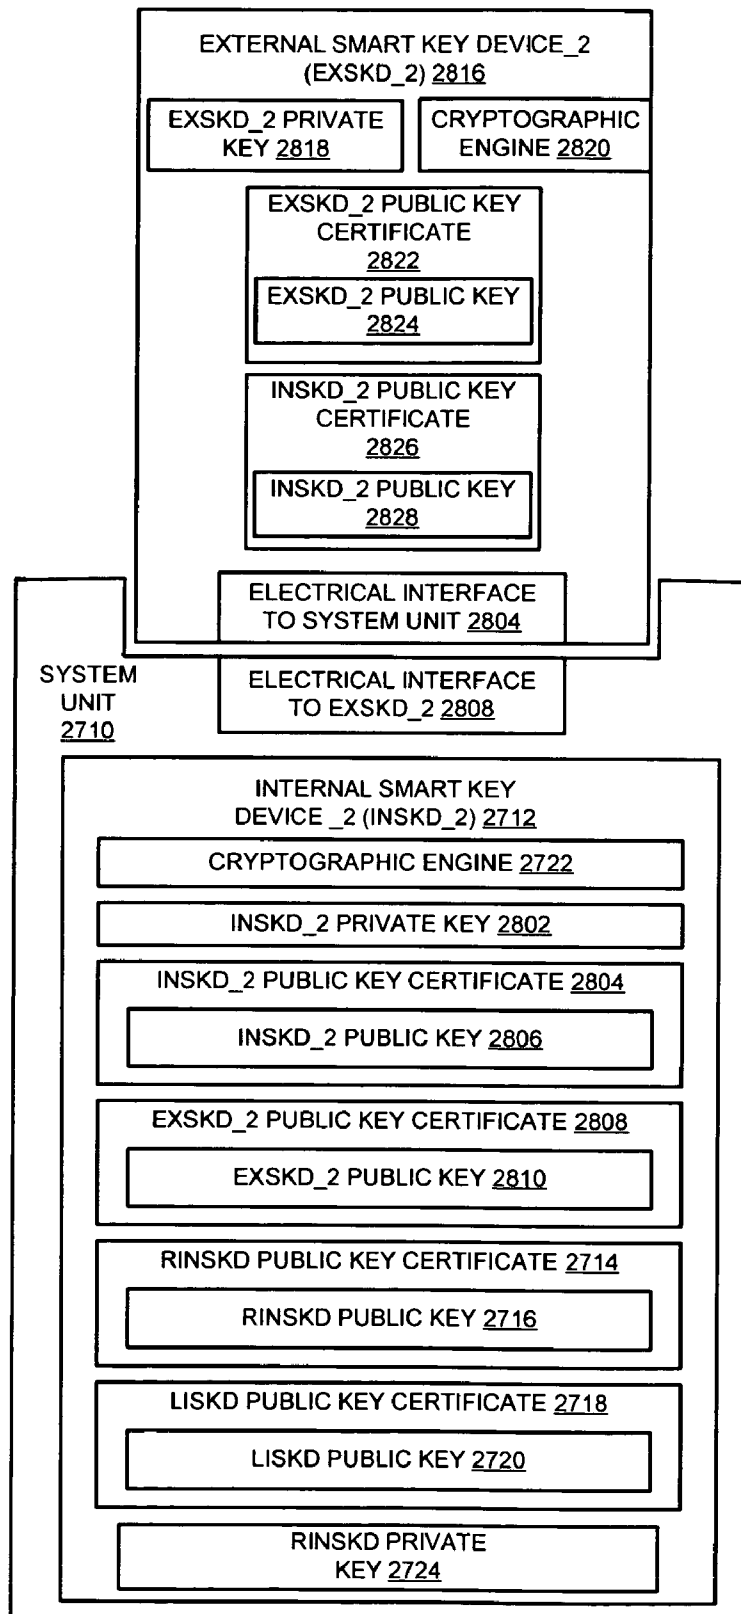 EXTERNAL SMART KEY DEVICE_2
(EXSKD_2) 2816
EXSKD_2 PRIVATE
KEY 2818
CRYPTOGRAPHIC
ENGINE 2820
EXSKD_2 PUBLIC KEY
CERTIFICATE
2822
EXSKD_2 PUBLIC KEY
2824
INSKD_2 PUBLIC KEY
CERTIFICATE
2826
INSKD_2 PUBLIC KEY
2828
ELECTRICAL INTERFACE
TO SYSTEM UNIT 2804
SYSTEM
UNIT
2710
ELECTRICAL INTERFACE
TO EXSKD_2 2808
INTERNAL SMART KEY
DEVICE _2 (INSKD_2) 2712
CRYPTOGRAPHIC ENGINE 2722
INSKD_2 PRIVATE KEY 2802
INSKD_2 PUBLIC KEY CERTIFICATE 2804
INSKD_2 PUBLIC KEY 2806
EXSKD_2 PUBLIC KEY CERTIFICATE 2808
EXSKD_2 PUBLIC KEY 2810
RINSKD PUBLIC KEY CERTIFICATE 2714
RINSKD PUBLIC KEY 2716
LISKD PUBLIC KEY CERTIFICATE 2718
LISKD PUBLIC KEY 2720
RINSKD PRIVATE
KEY 2724